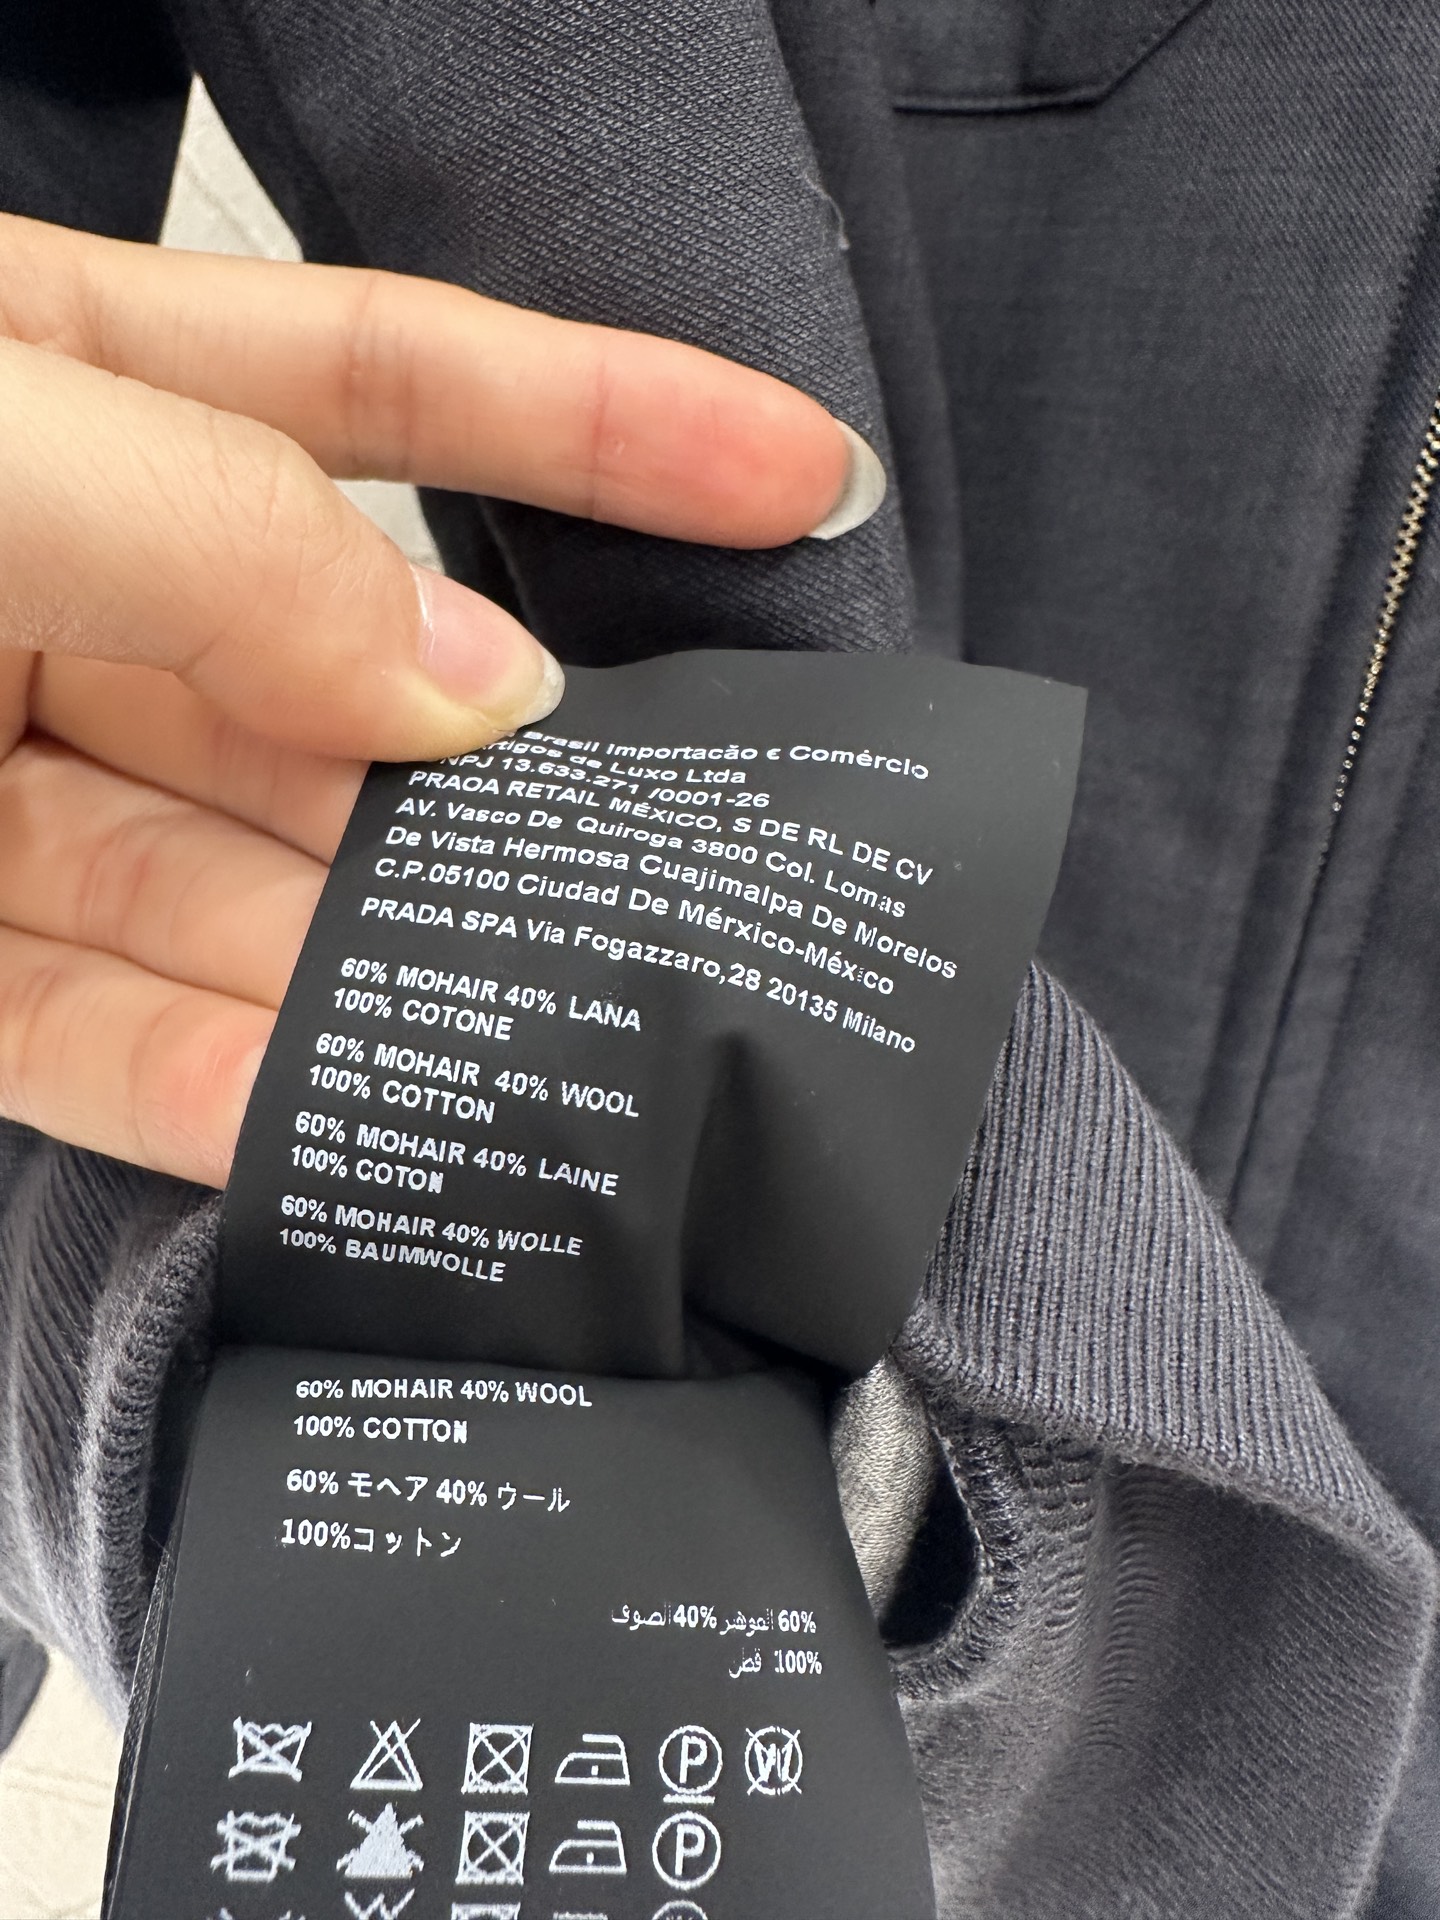 Brasil Importacăo e Comércio
Artigos de Luxo Ltda
NPJ 13.633.271 /0001-26
PRAOA RETAIL MÉXICO, S DE RL DE CV
AV. Vasco De Quiroga 3800 Col. Lomas
De Vista Hermosa Cuajimalpa De Morelos
C.P.05100 Ciudad De Mérxico-México
PRADA SPA Via Fogazzaro,28 20135 Milano
60% MOHAIR 40% LANA
100% COTONE
60% MOHAIR 40% WOOL
100% COTTON
60% MOHAIR 40% LAINE
100% COTON
60% MOHAIR 40% WOLLE
100% BAUMWOLLE
60% MOHAIR 40% WOOL
100% COTTON
60% モヘア 40% ウール
100%コットン
60% الموهير 40% الصوف
100% قطن
P W
P